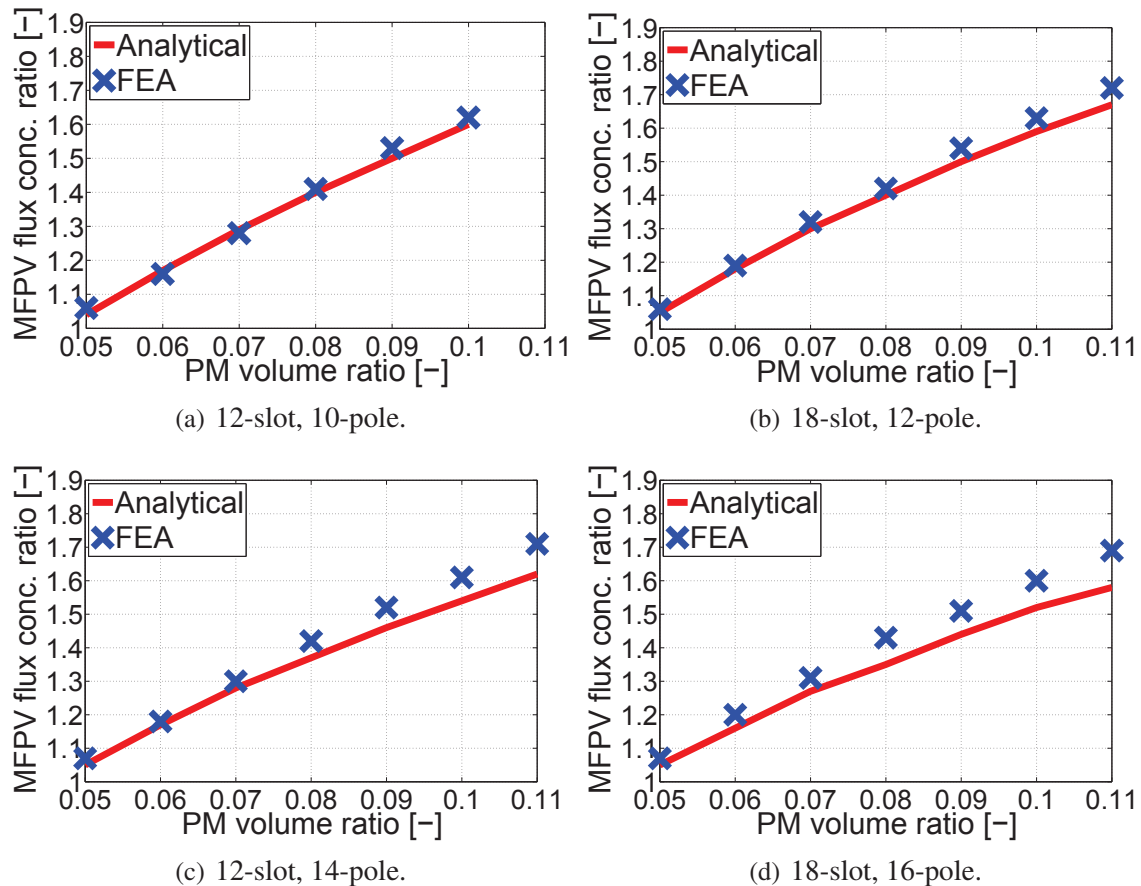 MFPV flux conc. ratio [−]
1.9
1.8
1.7
1.6
1.5
1.4
1.3
1.2
1.1
1
Analytical
FEA
0.05 0.06 0.07 0.08 0.09 0.1 0.11
PM volume ratio [−]
(a) 12-slot, 10-pole.
MFPV flux conc. ratio [−]
1.9
1.8
1.7
1.6
1.5
1.4
1.3
1.2
1.1
1
Analytical
FEA
0.05 0.06 0.07 0.08 0.09 0.1 0.11
PM volume ratio [−]
(b) 18-slot, 12-pole.
MFPV flux conc. ratio [−]
1.9
1.8
1.7
1.6
1.5
1.4
1.3
1.2
1.1
1
Analytical
FEA
0.05 0.06 0.07 0.08 0.09 0.1 0.11
PM volume ratio [−]
(c) 12-slot, 14-pole.
MFPV flux conc. ratio [−]
1.9
1.8
1.7
1.6
1.5
1.4
1.3
1.2
1.1
1
Analytical
FEA
0.05 0.06 0.07 0.08 0.09 0.1 0.11
PM volume ratio [−]
(d) 18-slot, 16-pole.